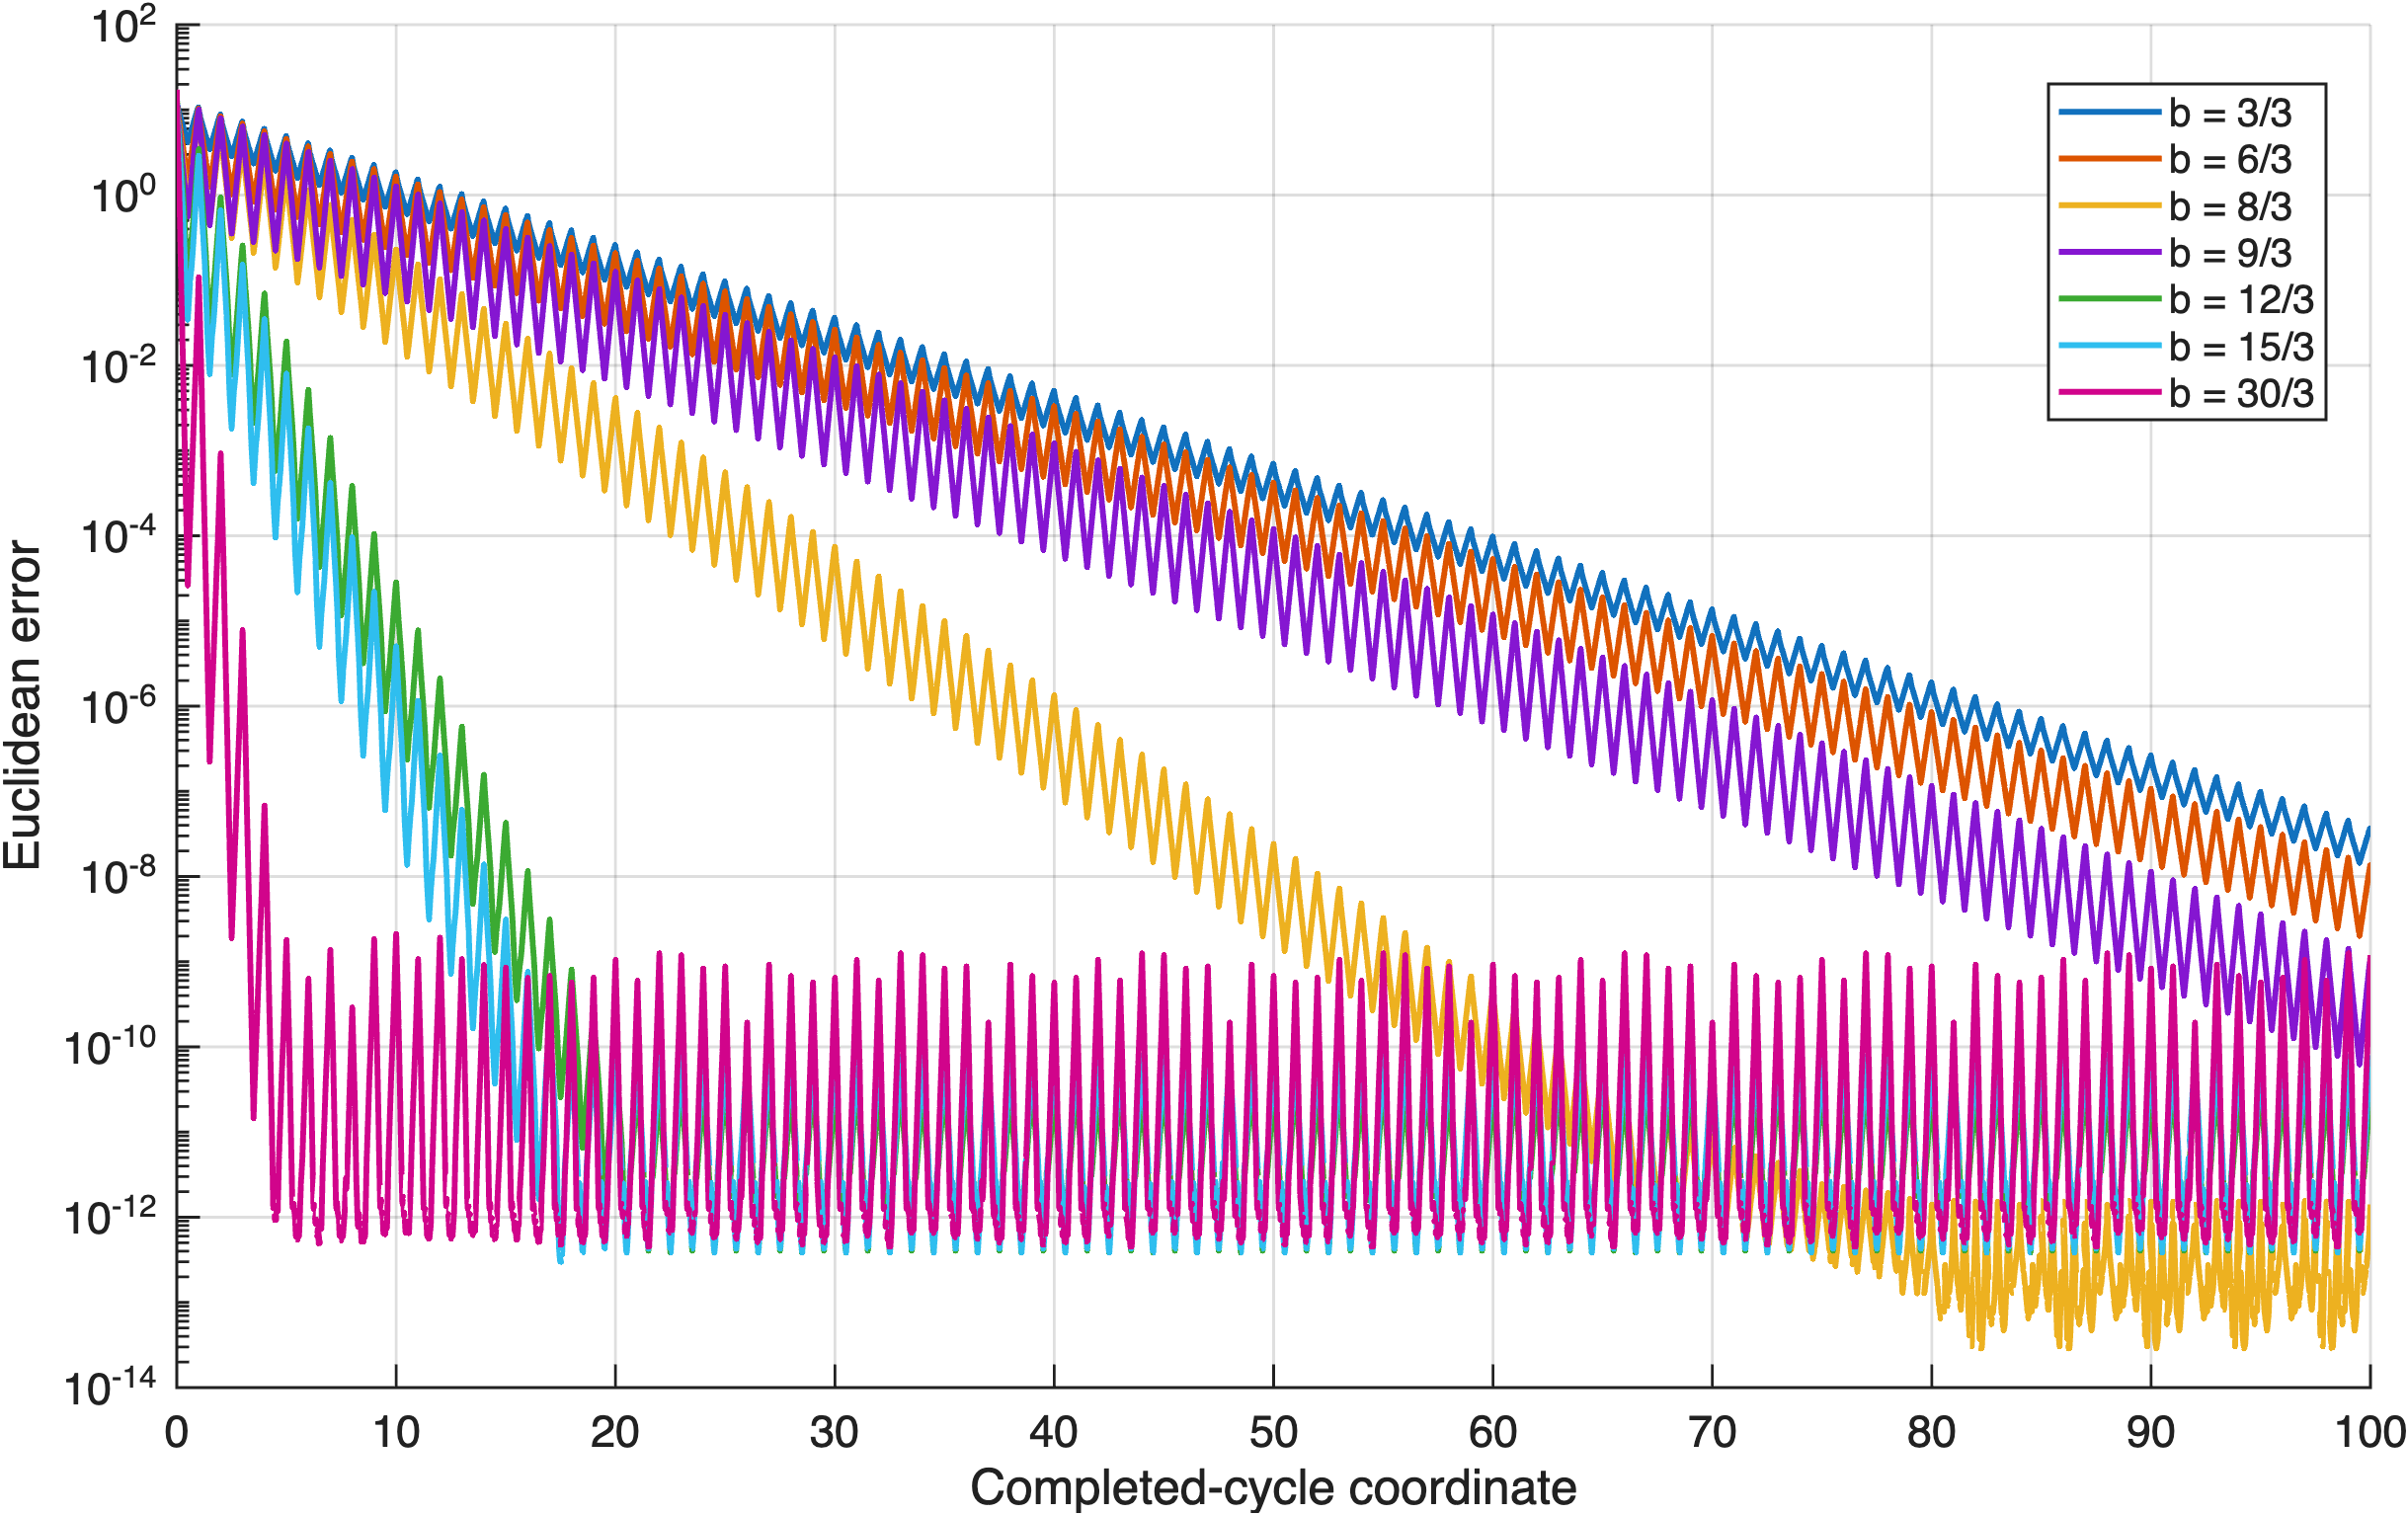 10^2
10^0
10^-2
10^-4
10^-6
10^-8
10^-10
10^-12
10^-14
Euclidean error
0 10 20 30 40 50 60 70 80 90 100
Completed-cycle coordinate
b = 3/3
b = 6/3
b = 8/3
b = 9/3
b = 12/3
b = 15/3
b = 30/3